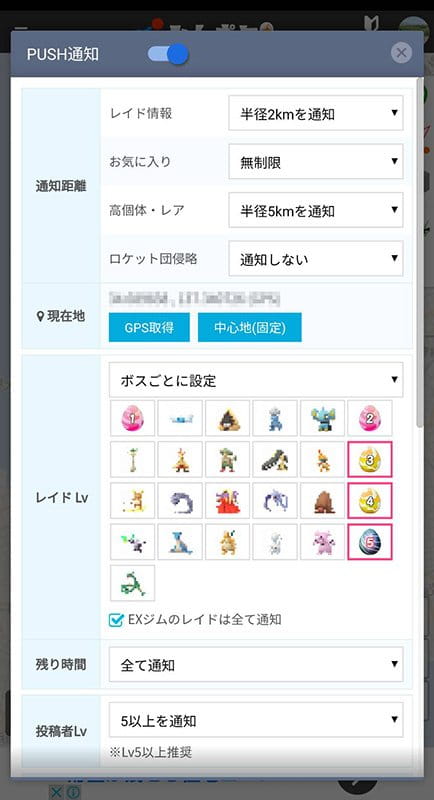 PUSH通知
通知距離
レイド情報 半径2kmを通知
お気に入り 無制限
高個体・レア 半径5kmを通知
ロケット団侵略 通知しない
現在地
GPS取得 中心地(固定)
レイド Lv
ボスごとに設定
1 2
3
4
5
EXジムのレイドは全て通知
残り時間 全て通知
投稿者Lv 5以上を通知
※Lv5以上推奨